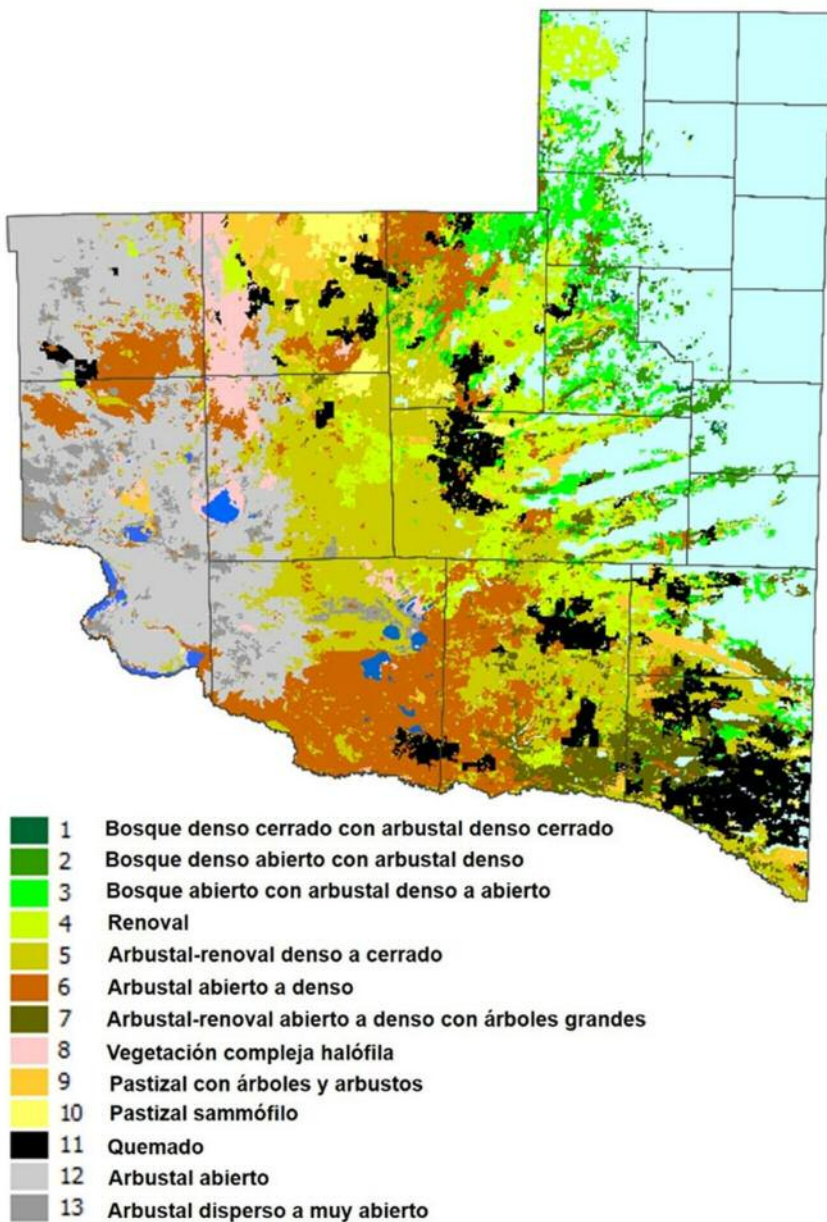 1 Bosque denso cerrado con arbustal denso cerrado
2 Bosque denso abierto con arbustal denso
3 Bosque abierto con arbustal denso a abierto
4 Renoval
5 Arbustal-renoval denso a cerrado
6 Arbustal abierto a denso
7 Arbustal-renoval abierto a denso con árboles grandes
8 Vegetación compleja halófila
9 Pastizal con árboles y arbustos
10 Pastizal sammófilo
11 Quemado
12 Arbustal abierto
13 Arbustal disperso a muy abierto